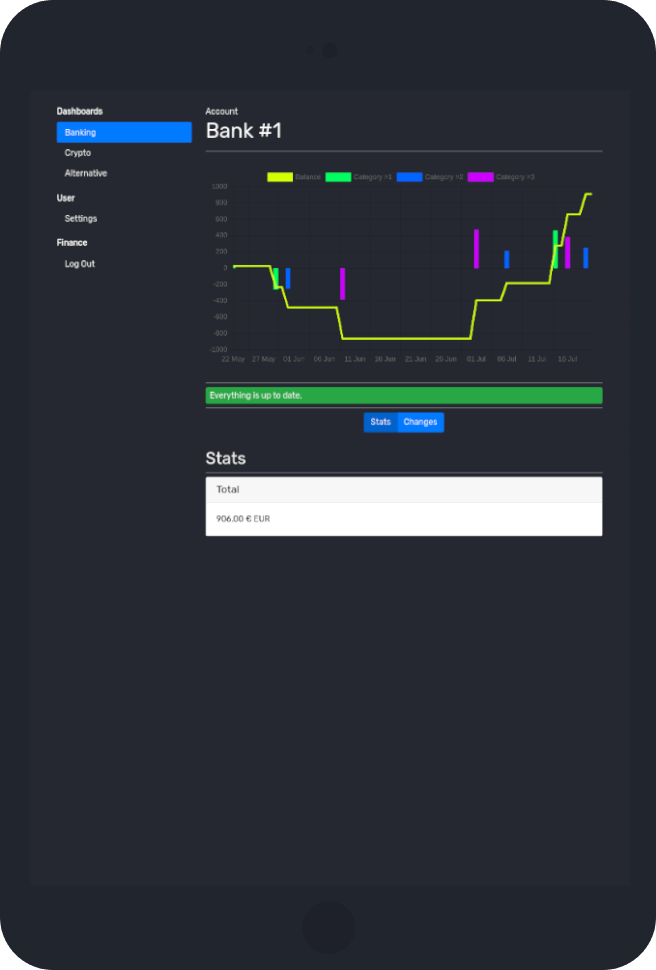 Dashboards
Banking
Crypto
Alternative
User
Settings
Finance
Log Out
Account
Bank #1
Balance Category #1 Category #2 Category #3
1000
800
600
400
200
0
-200
-400
-600
-800
-1000
22 May 27 May 01 Jun 06 Jun 11 Jun 16 Jun 21 Jun 26 Jun 01 Jul 06 Jul 11 Jul 16 Jul
Everything is up to date.
Stats Changes
Stats
Total
906.00 € EUR